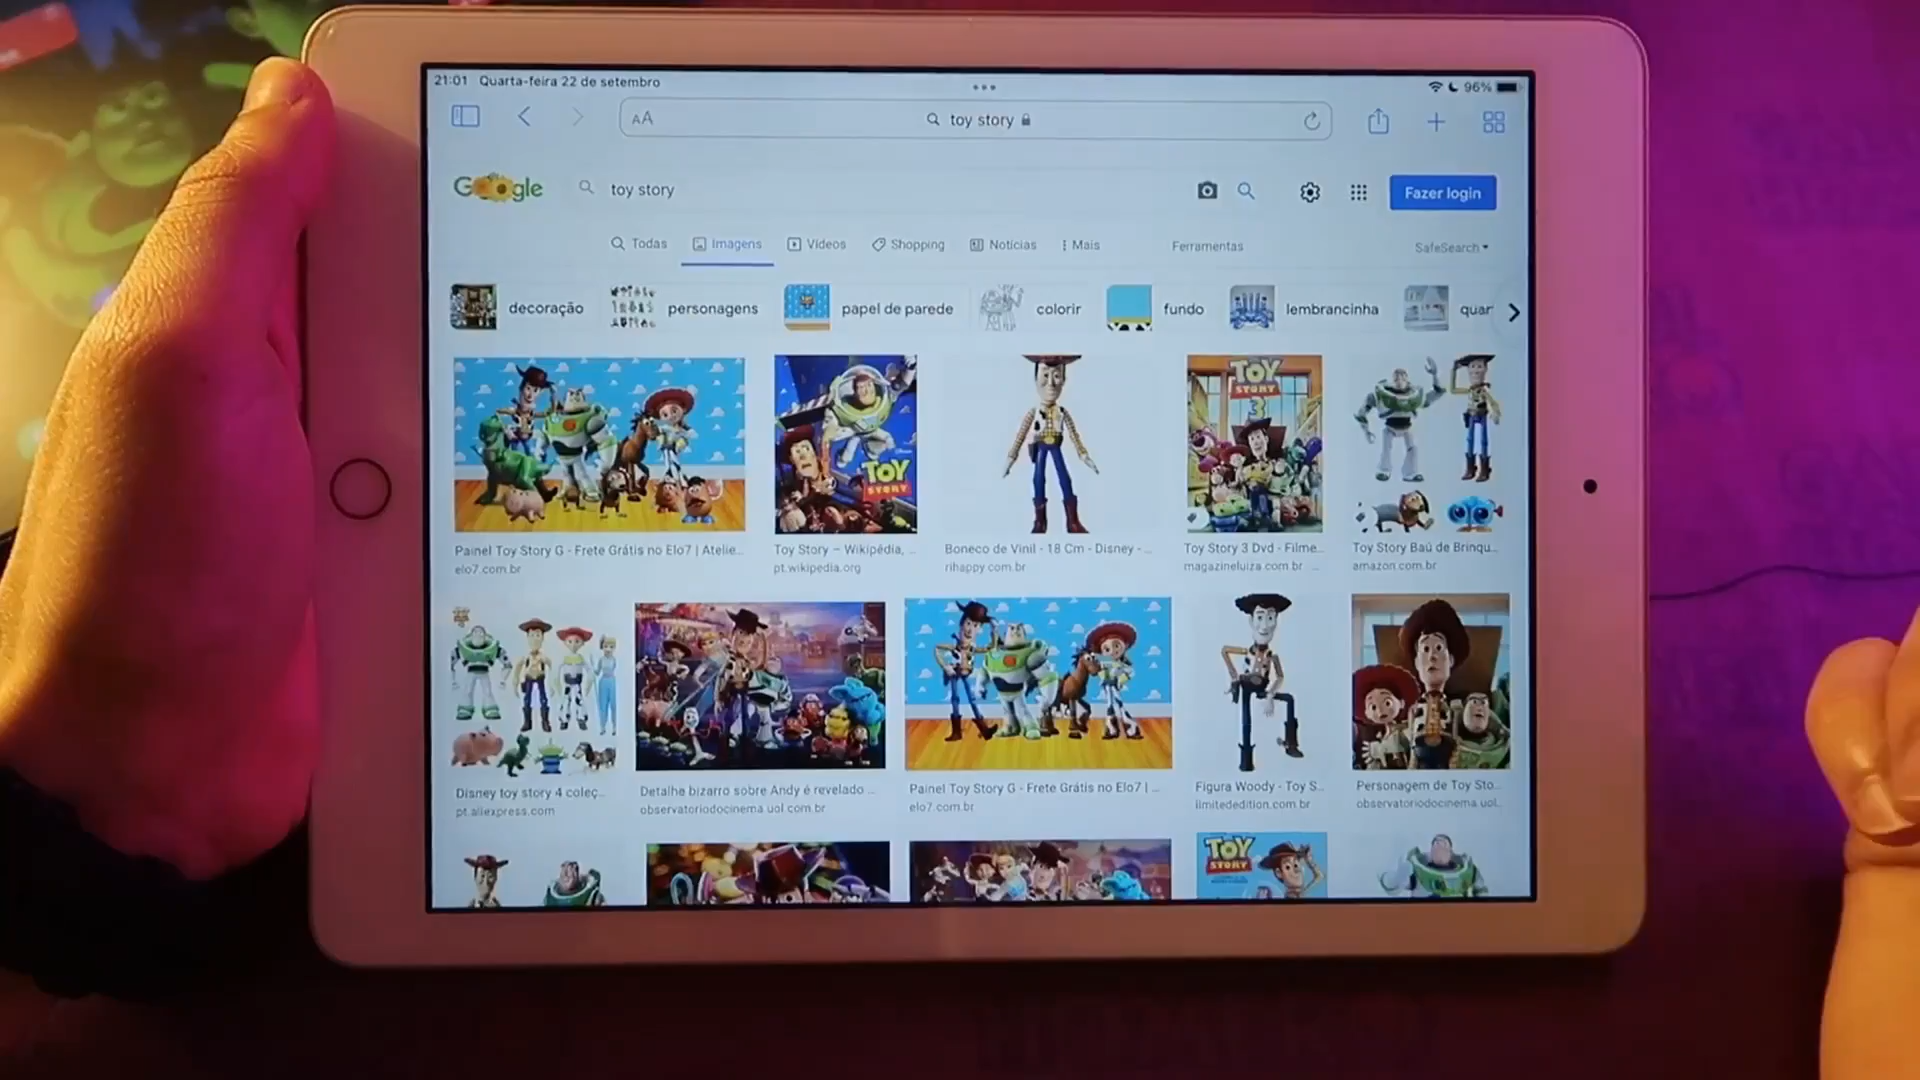 21:01 Quarta-feira 22 de setembro
96%
AA
toy story
Google
toy story
Fazer login
Todas Imagens Vídeos Shopping Notícias Mais Ferramentas SafeSearch
decoração personagens papel de parede colorir fundo lembrancinha quar
TOY STORY
TOY STORY 3
Painel Toy Story G - Frete Grátis no Elo7 | Atelie...
elo7.com.br
Toy Story – Wikipédia, ...
pt.wikipedia.org
Boneco de Vinil - 18 Cm - Disney - ...
rihappy.com.br
Toy Story 3 Dvd - Filme...
magazineluiza.com.br ...
Toy Story Baú de Brinqu...
amazon.com.br
Disney toy story 4 coleç...
pt.aliexpress.com
Detalhe bizarro sobre Andy é revelado ...
observatoriodocinema.uol.com.br
Painel Toy Story G - Frete Grátis no Elo7 | ...
elo7.com.br
Figura Woody - Toy S...
limitededition.com.br
Personagem de Toy Sto...
observatoriodocinema.uol...
TOY STORY